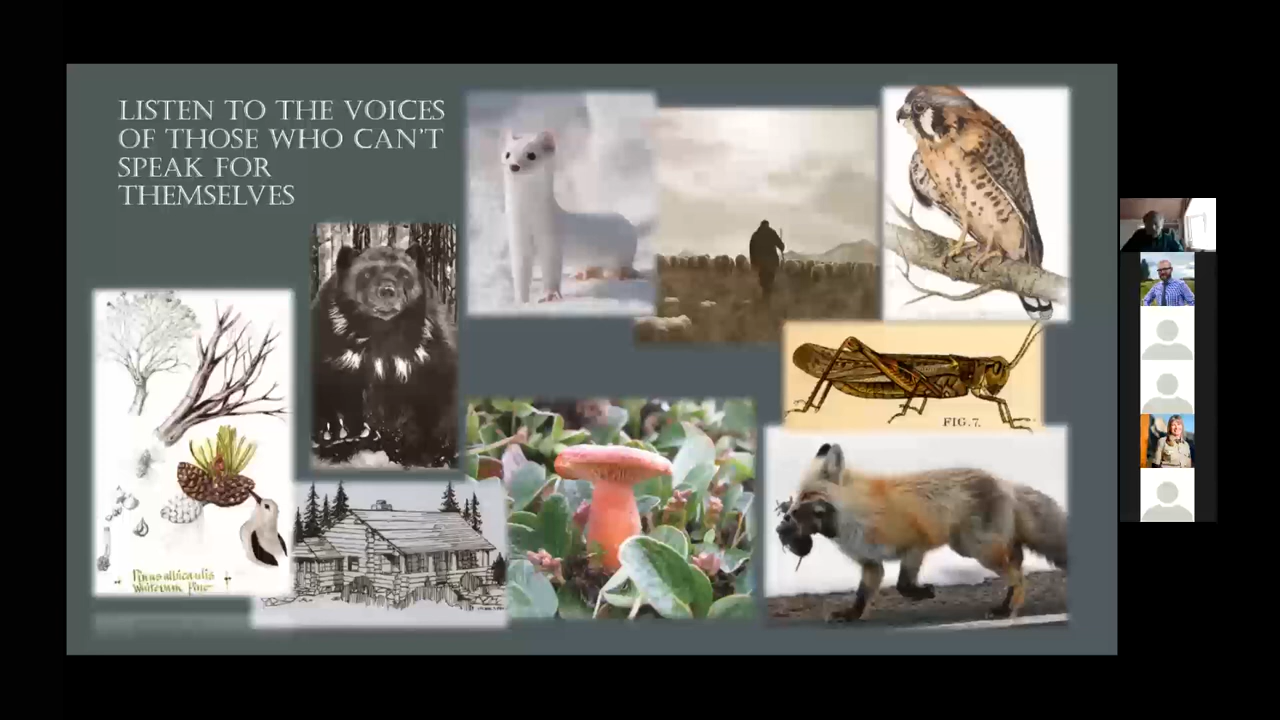 LISTEN TO THE VOICES
OF THOSE WHO CAN'T
SPEAK FOR
THEMSELVES
FIG. 7.
Pinus albicaulis
Whitebark Pine